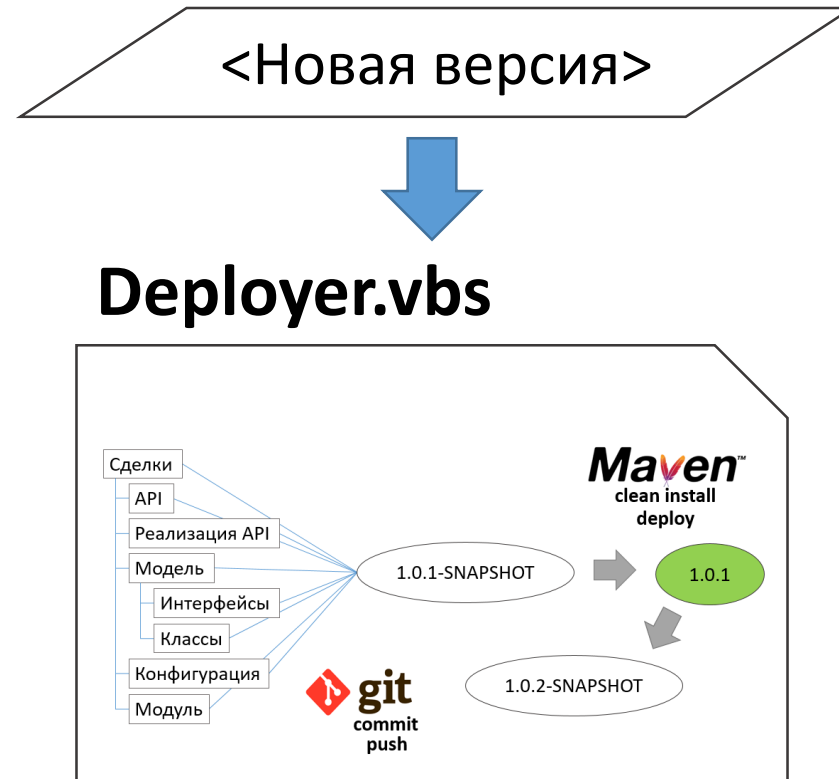 <Новая версия>
Deployer.vbs
Сделки
API
Реализация API
Модель
Интерфейсы
Классы
Конфигурация
Модуль
1.0.1-SNAPSHOT
Maven™
clean install
deploy
1.0.1
1.0.2-SNAPSHOT
git
commit
push